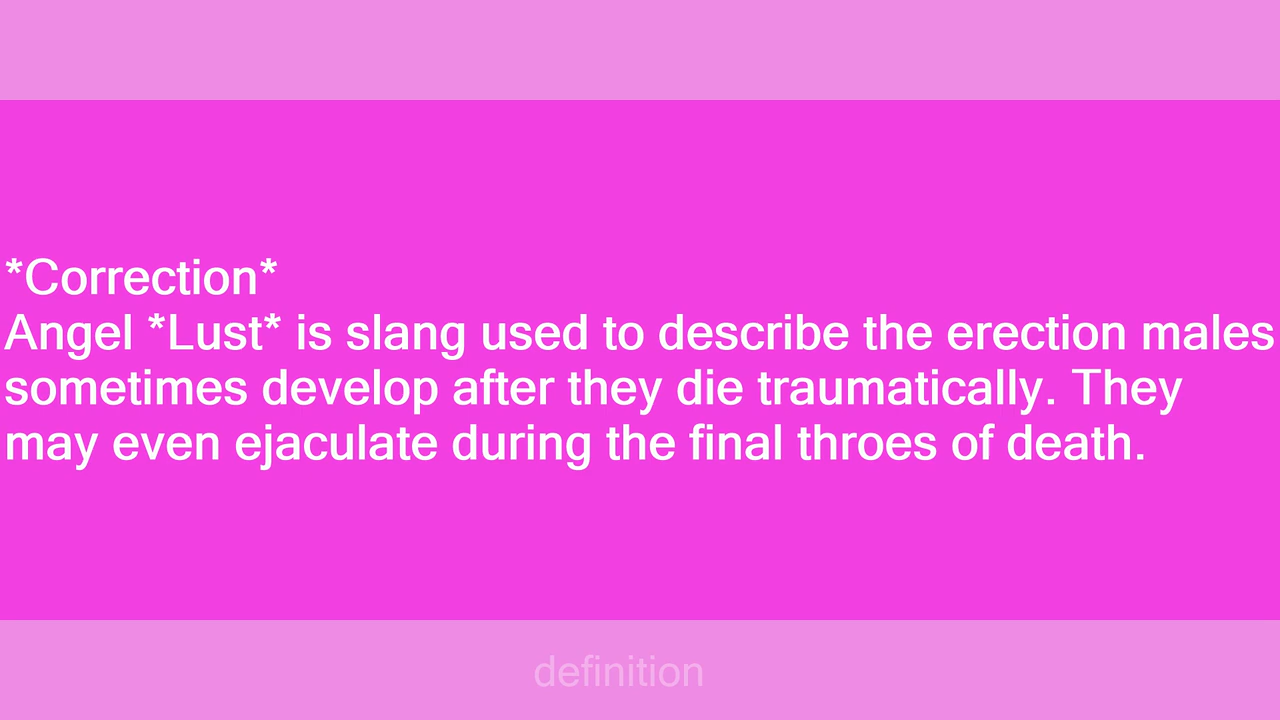 *Correction*
Angel *Lust* is slang used to describe the erection males
sometimes develop after they die traumatically. They
may even ejaculate during the final throes of death.
definition